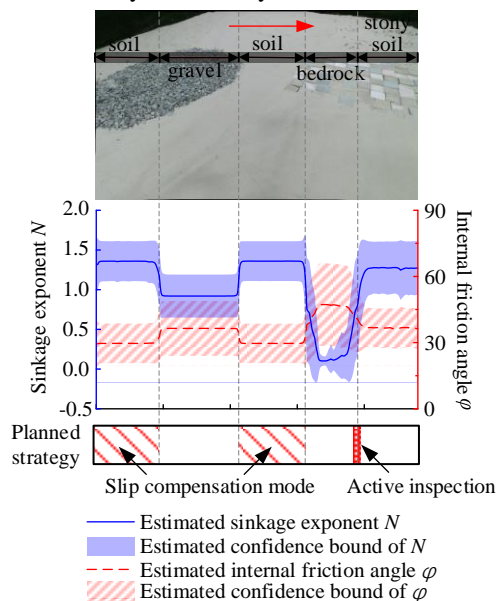 stony
soil soil soil
gravel bedrock
2.0 90
1.5
1.0 60
0.5 30
0.0
-0.5 0
Sinkage exponent N
Internal friction angle φ
Planned strategy
Slip compensation mode Active inspection
Estimated sinkage exponent N
Estimated confidence bound of N
Estimated internal friction angle φ
Estimated confidence bound of φ